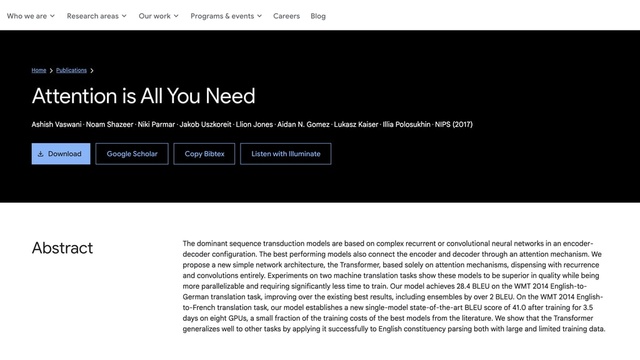 Who we are Research areas Our work Programs & events Careers Blog
Home Publications
Attention is All You Need
Ashish Vaswani · Noam Shazeer · Niki Parmar · Jakob Uszkoreit · Llion Jones · Aidan N. Gomez · Lukasz Kaiser · Illia Polosukhin · NIPS (2017)
Download Google Scholar Copy Bibtex Listen with Illuminate
Abstract
The dominant sequence transduction models are based on complex recurrent or convolutional neural networks in an encoder-
decoder configuration. The best performing models also connect the encoder and decoder through an attention mechanism. We
propose a new simple network architecture, the Transformer, based solely on attention mechanisms, dispensing with recurrence
and convolutions entirely. Experiments on two machine translation tasks show these models to be superior in quality while being
more parallelizable and requiring significantly less time to train. Our model achieves 28.4 BLEU on the WMT 2014 English-to-
German translation task, improving over the existing best results, including ensembles by over 2 BLEU. On the WMT 2014 English-
to-French translation task, our model establishes a new single-model state-of-the-art BLEU score of 41.0 after training for 3.5
days on eight GPUs, a small fraction of the training costs of the best models from the literature. We show that the Transformer
generalizes well to other tasks by applying it successfully to English constituency parsing both with large and limited training data.